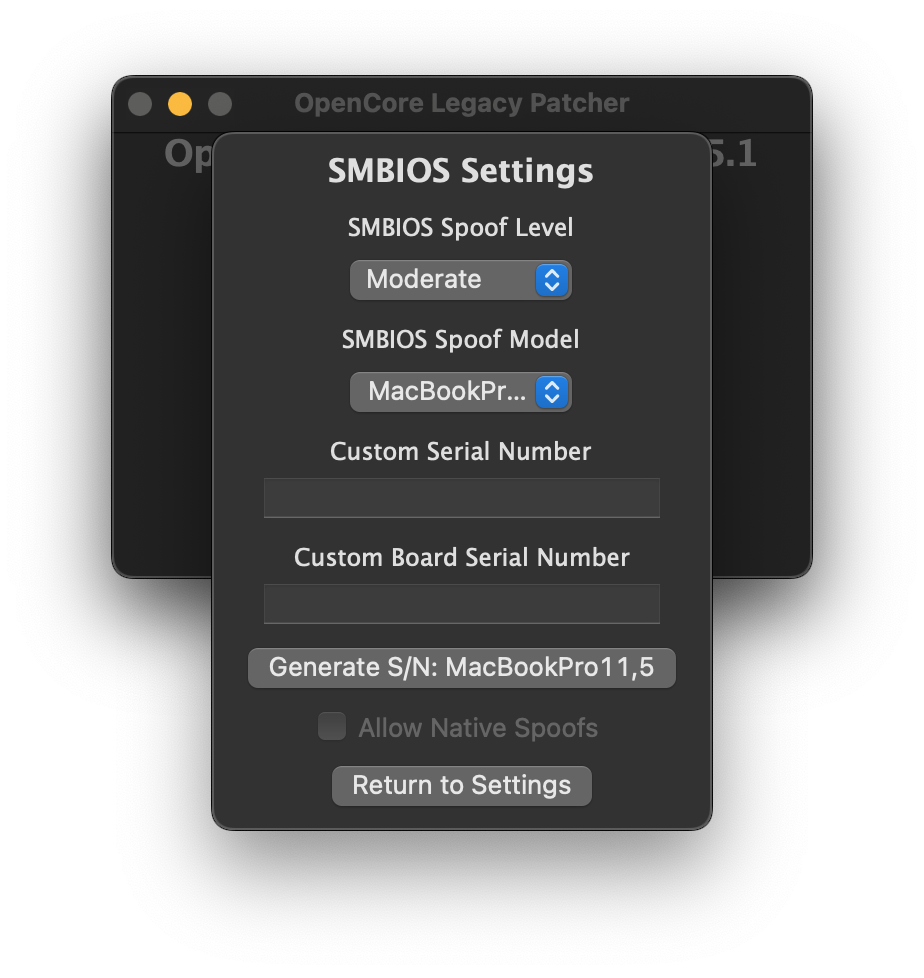 OpenCore Legacy Patcher
Op 5.1
SMBIOS Settings
SMBIOS Spoof Level
Moderate
SMBIOS Spoof Model
MacBookPr...
Custom Serial Number
Custom Board Serial Number
Generate S/N: MacBookPro11,5
Allow Native Spoofs
Return to Settings